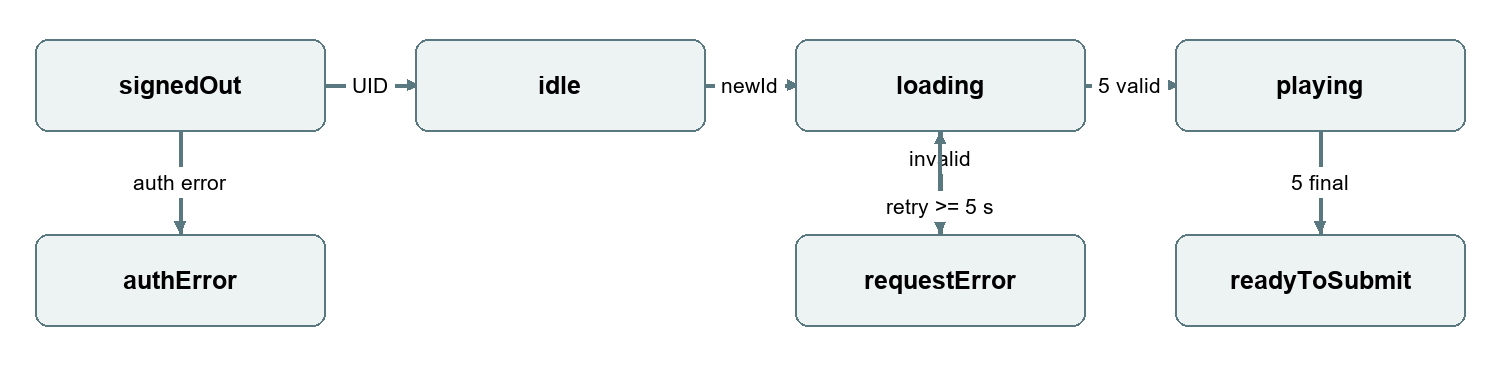 signedOut
UID
idle
newId
loading
5 valid
playing
auth error
invalid
retry >= 5 s
5 final
authError
requestError
readyToSubmit